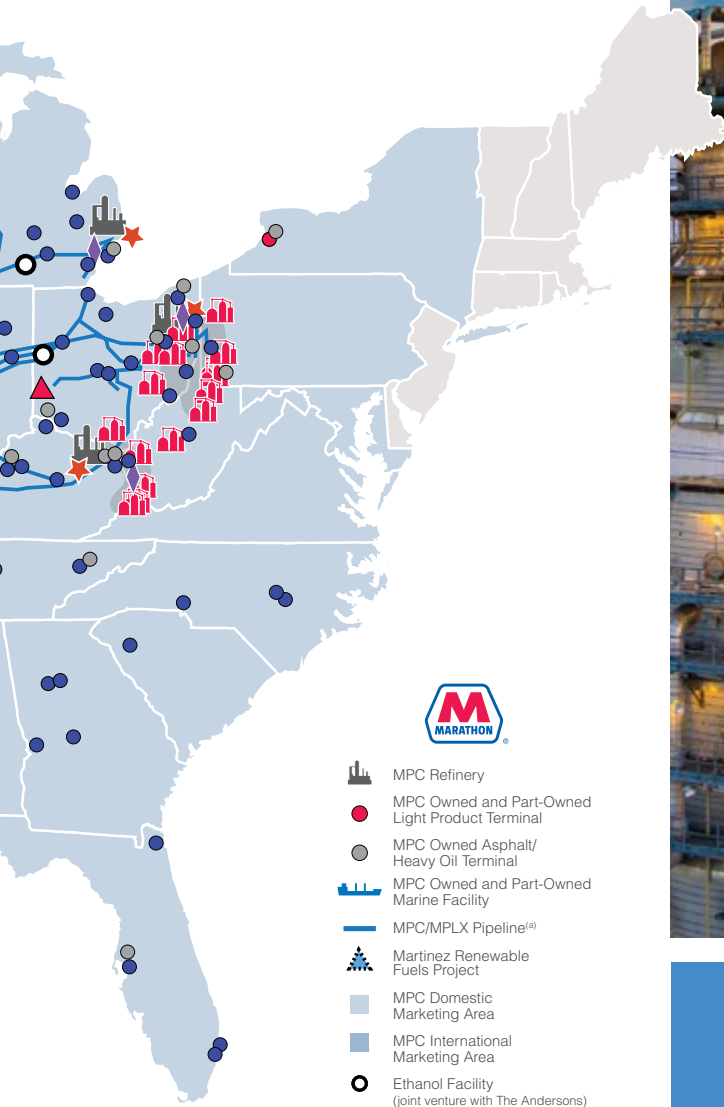 M
MARATHON®
MPC Refinery
MPC Owned and Part-Owned
Light Product Terminal
MPC Owned Asphalt/
Heavy Oil Terminal
MPC Owned and Part-Owned
Marine Facility
MPC/MPLX Pipeline(a)
Martinez Renewable
Fuels Project
MPC Domestic
Marketing Area
MPC International
Marketing Area
Ethanol Facility
(joint venture with The Andersons)